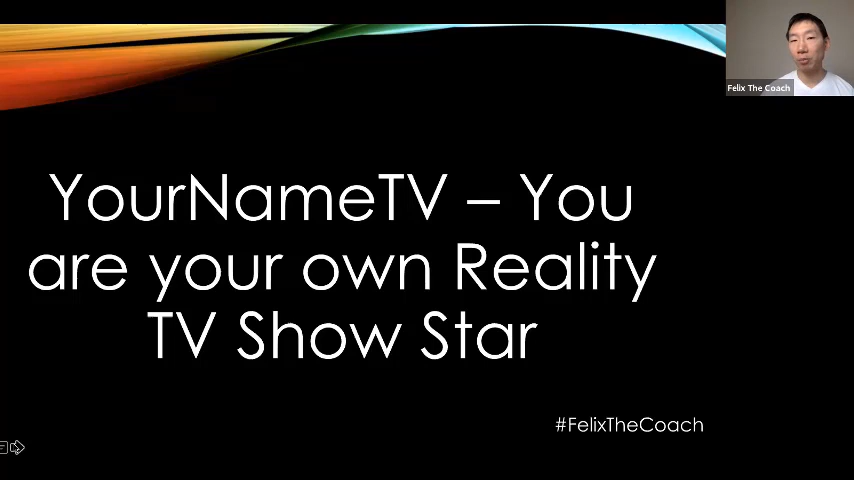 Felix The Coach
YourNameTV – You
are your own Reality
TV Show Star
#FelixTheCoach